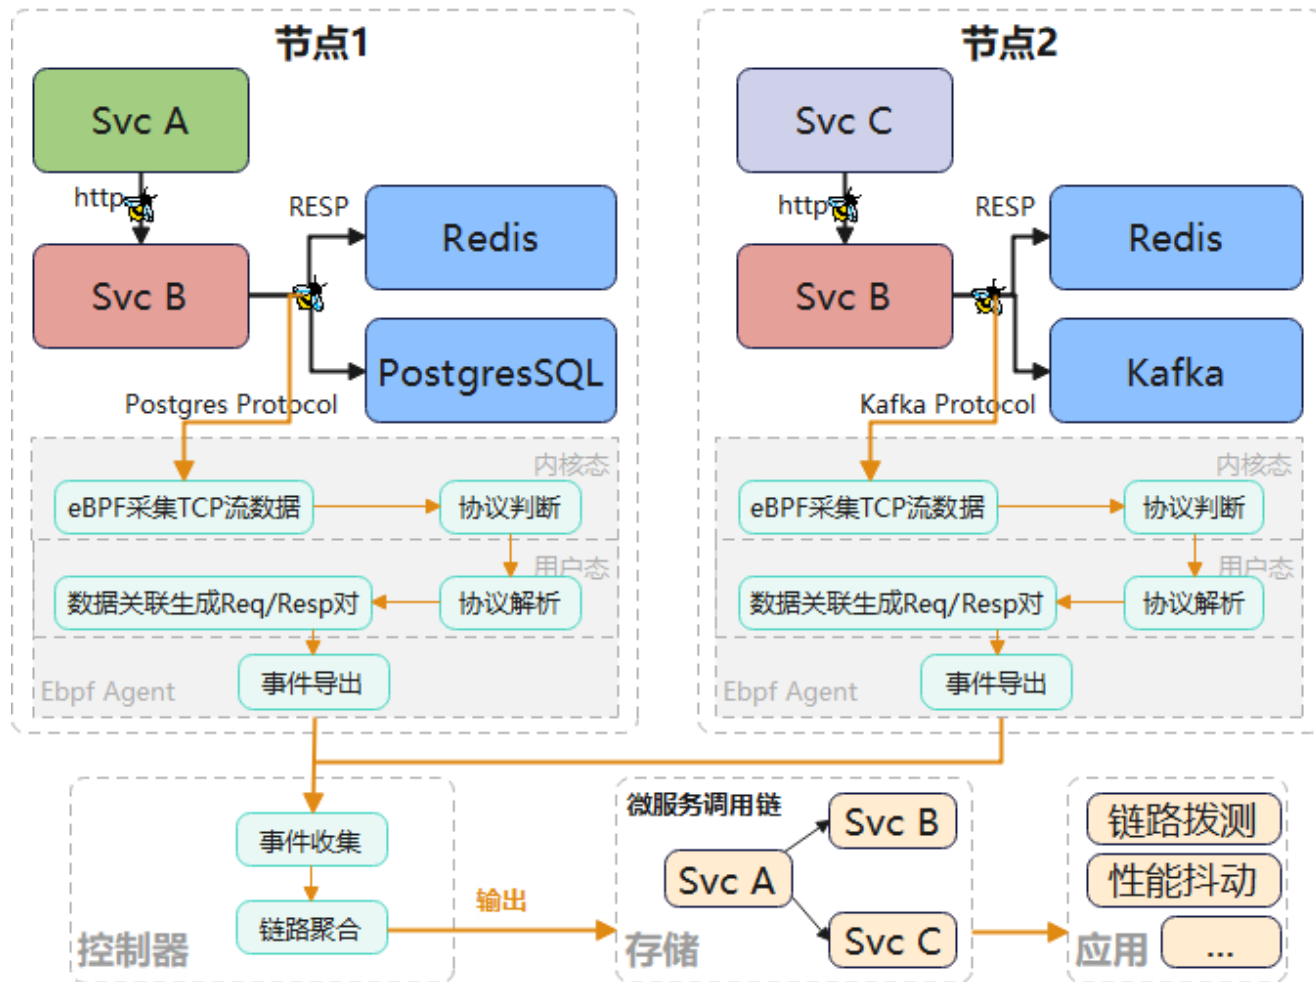 节点1
Svc A
http
RESP
Redis
Svc B
PostgresSQL
Postgres Protocol
内核态
eBPF采集TCP流数据
协议判断
用户态
数据关联生成Req/Resp对
协议解析
事件导出
Ebpf Agent
节点2
Svc C
http
RESP
Redis
Svc B
Kafka
Kafka Protocol
内核态
eBPF采集TCP流数据
协议判断
用户态
数据关联生成Req/Resp对
协议解析
事件导出
Ebpf Agent
事件收集
链路聚合
控制器
输出
微服务调用链
Svc B
Svc A
Svc C
存储
链路拨测
性能抖动
...
应用